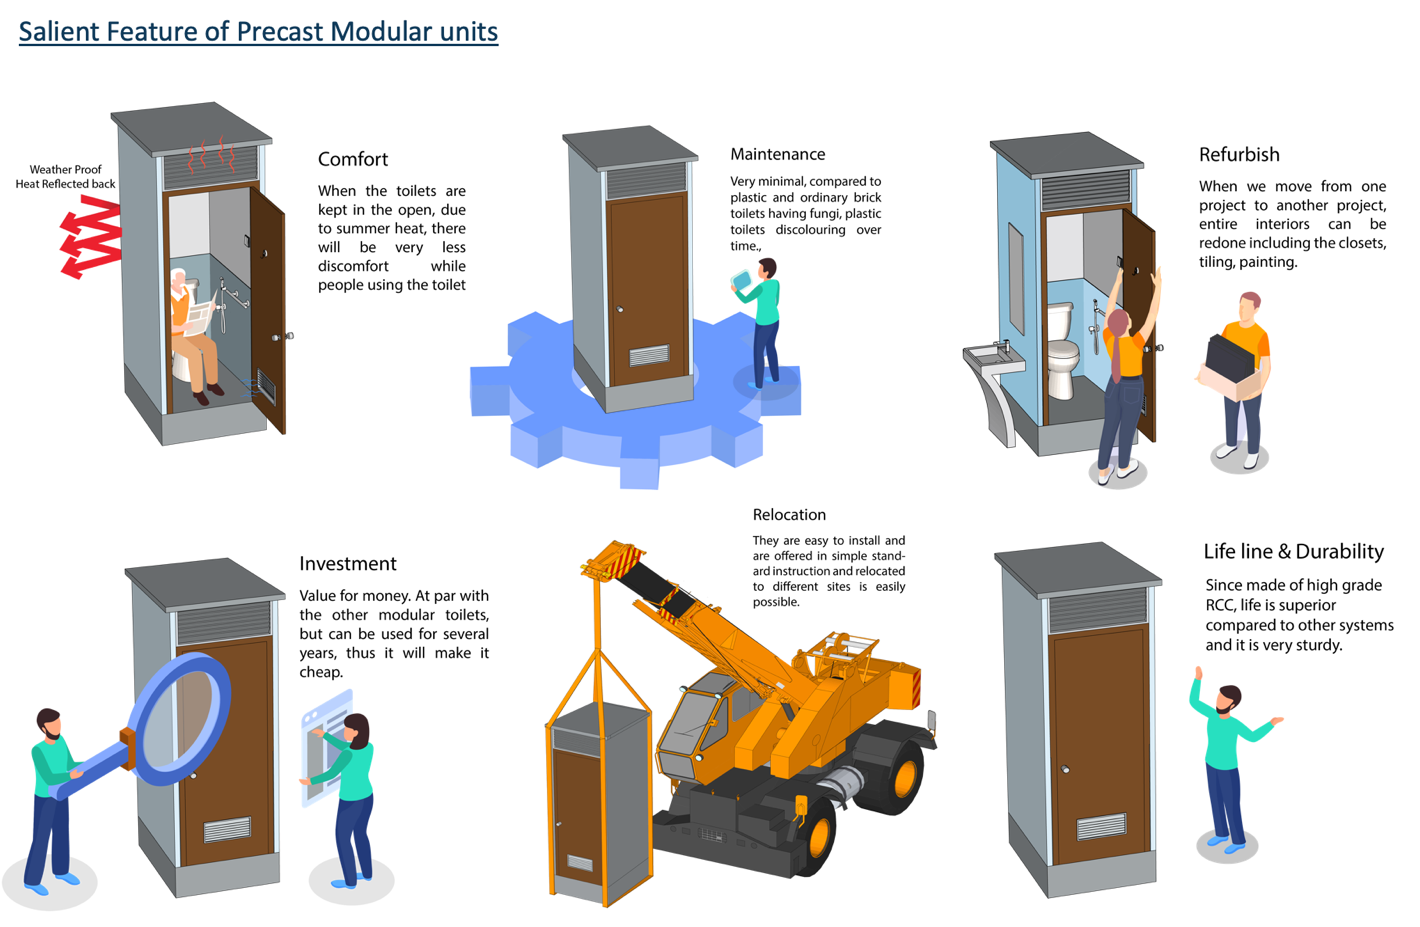 Salient Feature of Precast Modular units
Weather Proof
Heat Reflected back
Comfort
When the toilets are
kept in the open, due
to summer heat, there
will be very less
discomfort while
people using the toilet
Maintenance
Very minimal, compared to
plastic and ordinary brick
toilets having fungi, plastic
toilets discolouring over
time.,
Refurbish
When we move from one
project to another project,
entire interiors can be
redone including the closets,
tiling, painting.
Investment
Value for money. At par with
the other modular toilets,
but can be used for several
years, thus it will make it
cheap.
Relocation
They are easy to install and
are offered in simple stand-
ard instruction and relocated
to different sites is easily
possible.
Life line & Durability
Since made of high grade
RCC, life is superior
compared to other systems
and it is very sturdy.